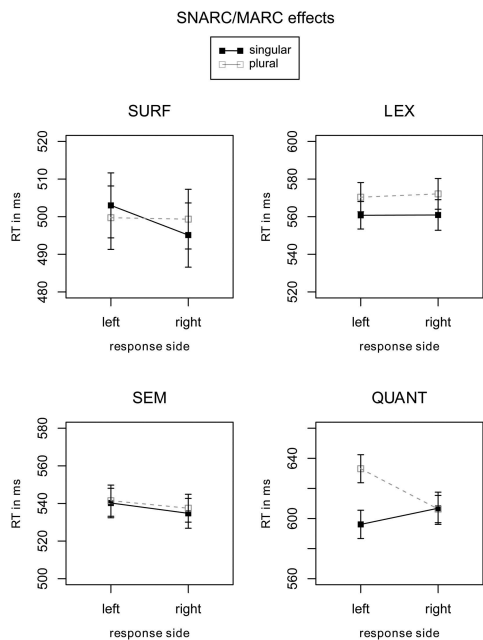 SNARC/MARC effects
singular
plural
SURF
RT in ms
520
510
500
490
480
left right
response side
LEX
RT in ms
600
580
560
540
520
left right
response side
SEM
RT in ms
580
560
540
520
500
left right
response side
QUANT
RT in ms
640
600
560
left right
response side